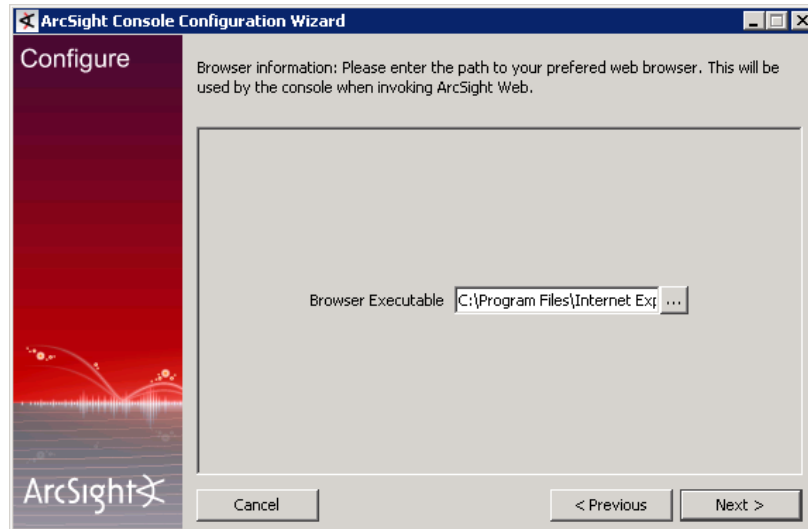 ArcSight Console Configuration Wizard
Configure
Browser information: Please enter the path to your prefered web browser. This will be
used by the console when invoking ArcSight Web.
Browser Executable C:\Program Files\Internet Exp ...
ArcSight
Cancel < Previous Next >